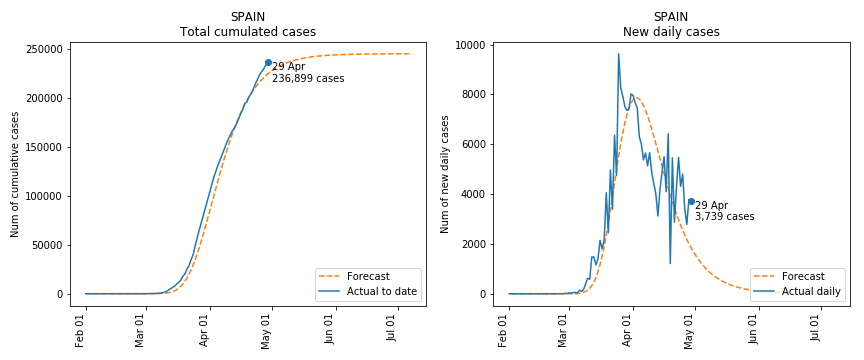 SPAIN
Total cumulated cases
Num of cumulative cases
250000
200000
150000
100000
50000
0
29 Apr
236,899 cases
Forecast
Actual to date
Feb 01
Mar 01
Apr 01
May 01
Jun 01
Jul 01
SPAIN
New daily cases
Num of new daily cases
10000
8000
6000
4000
2000
0
29 Apr
3,739 cases
Forecast
Actual daily
Feb 01
Mar 01
Apr 01
May 01
Jun 01
Jul 01